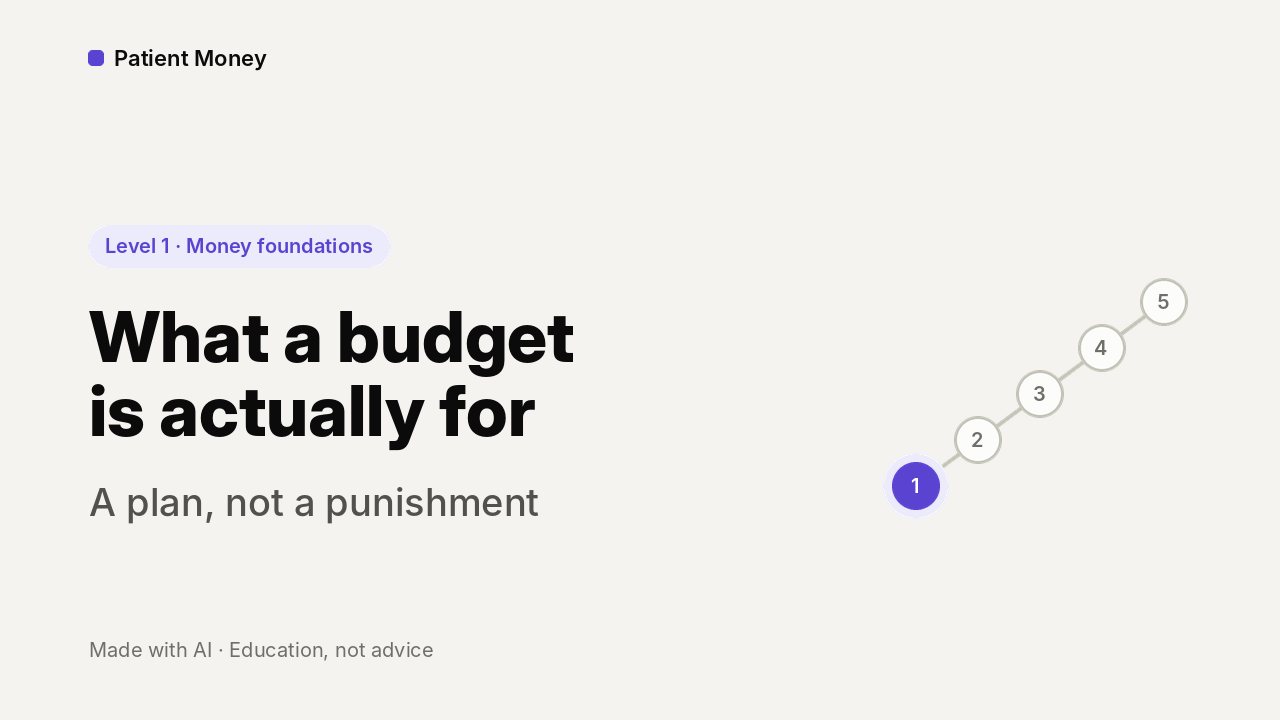 Patient Money
Level 1 · Money foundations
What a budget
is actually for
A plan, not a punishment
5
4
3
2
1
Made with AI · Education, not advice